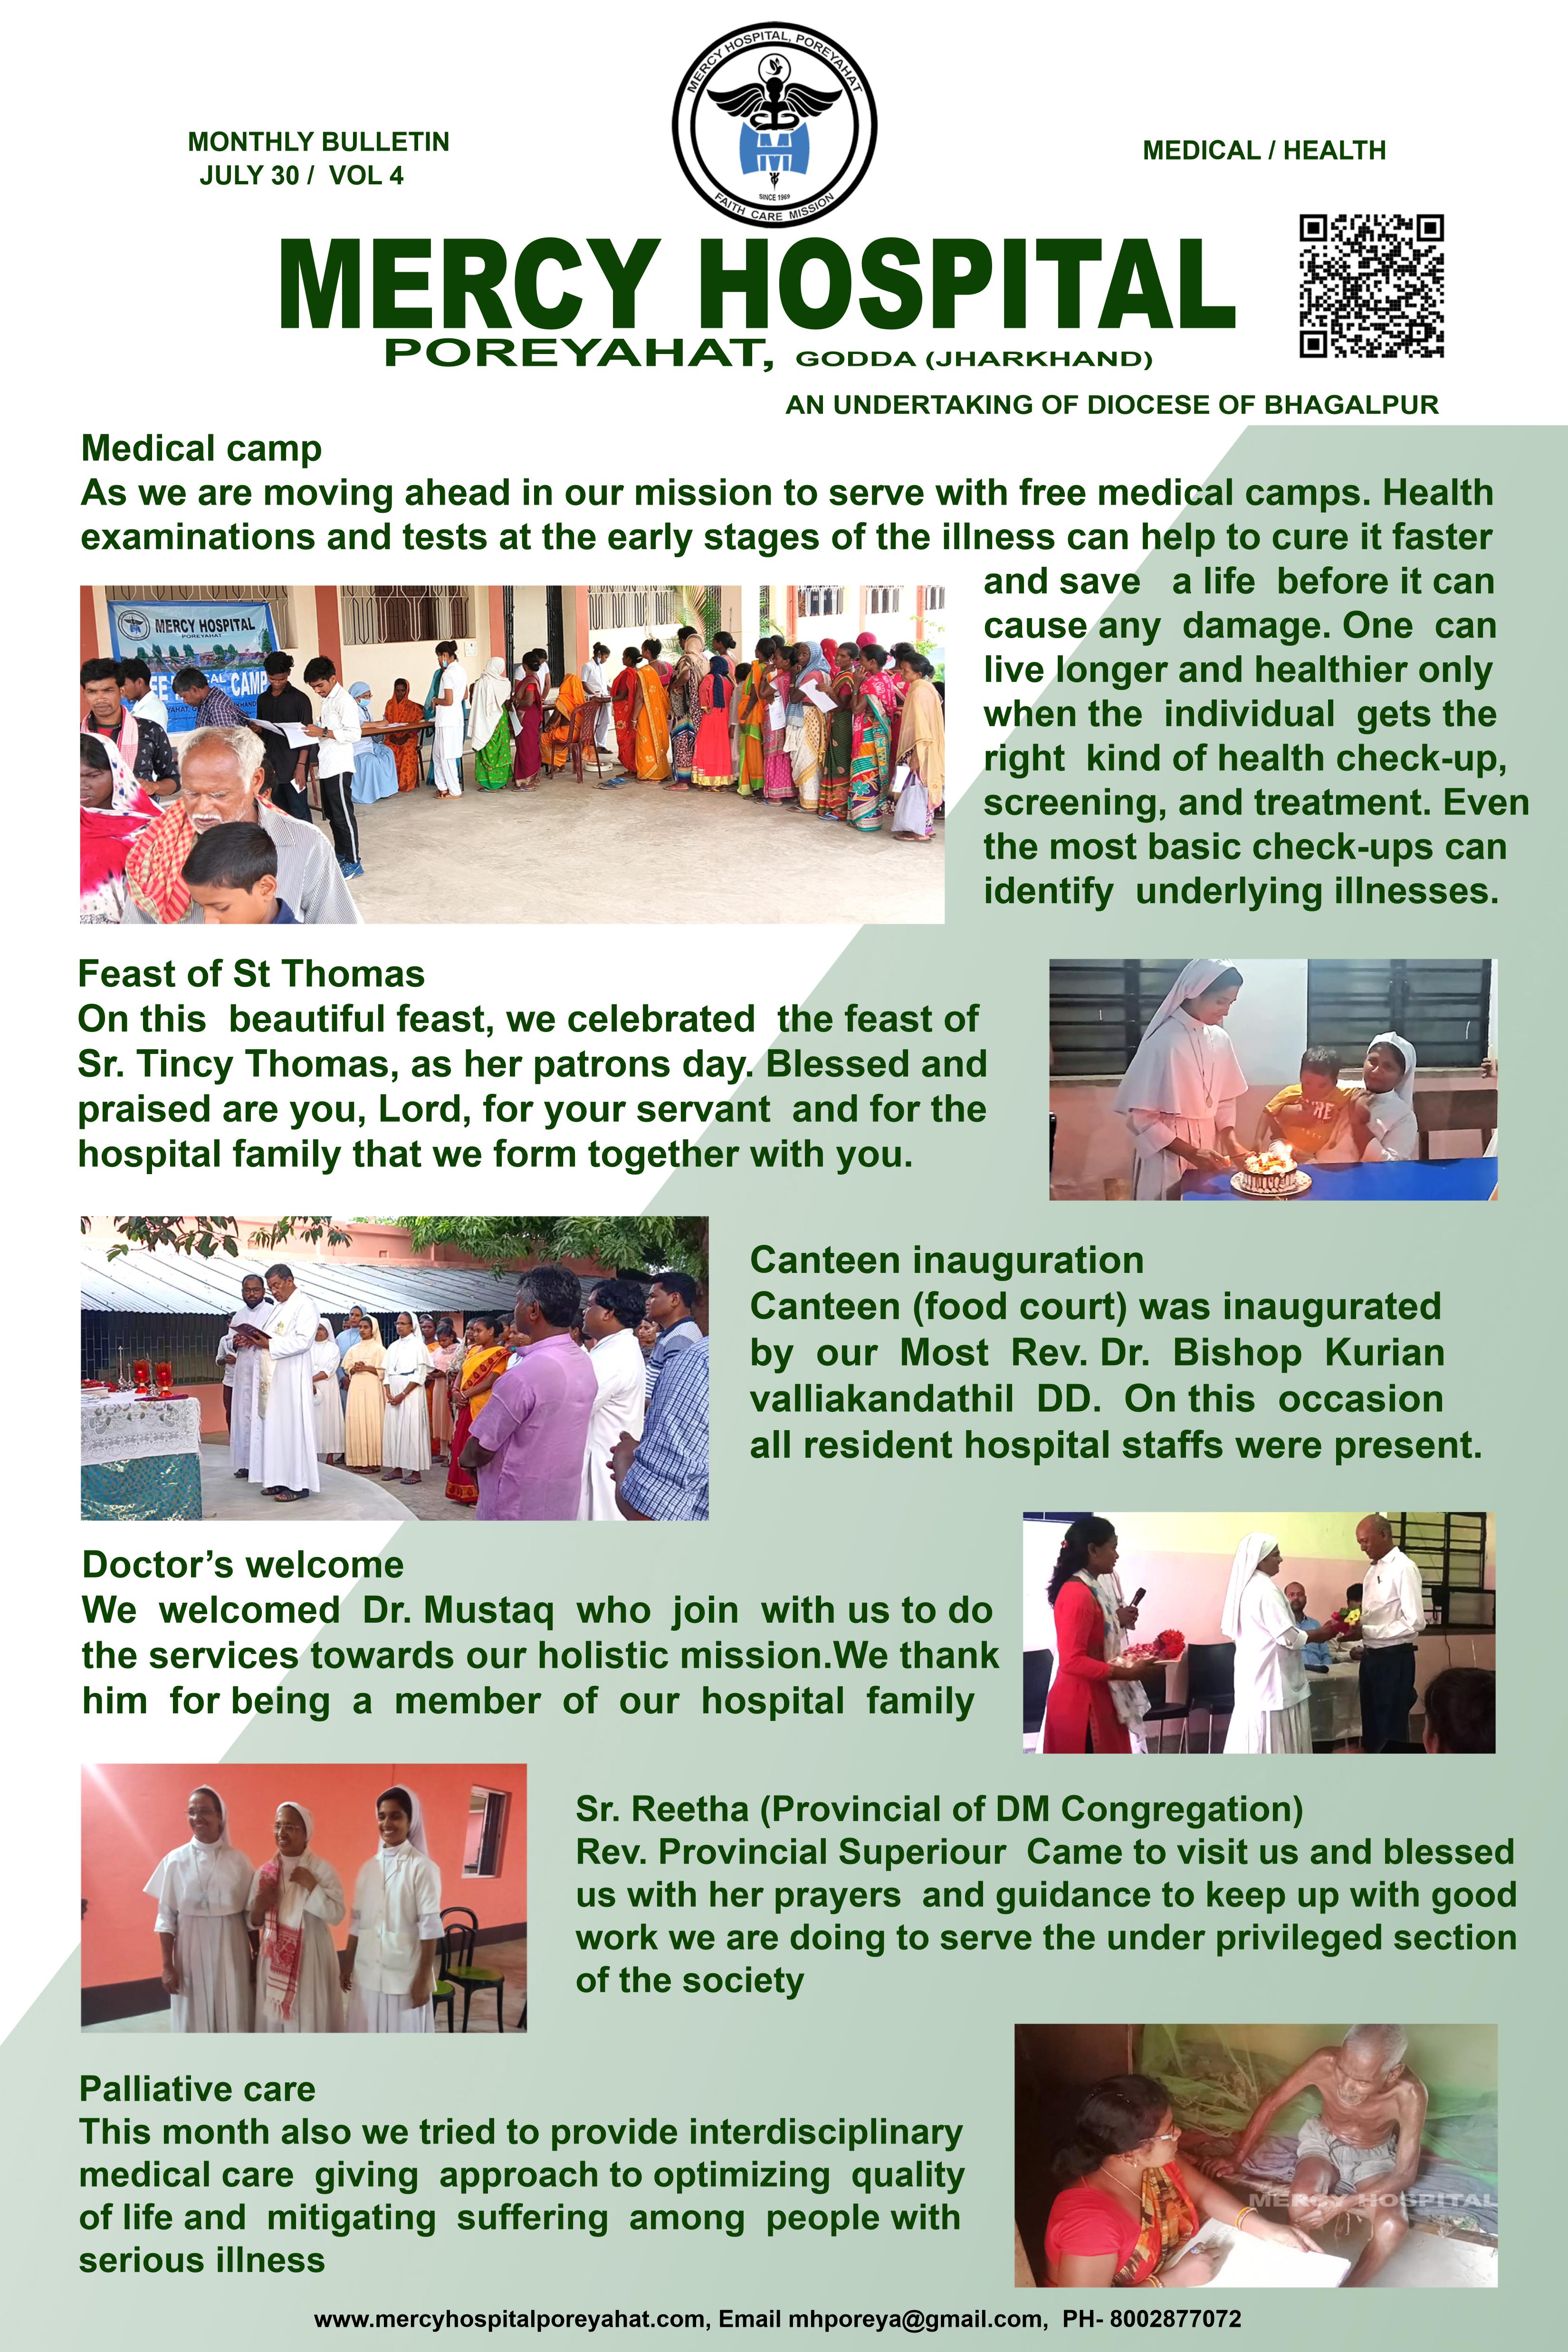 MERCY HOSPITAL, POREYAHAT
SINCE 1969
FAITH CARE MISSION
MONTHLY BULLETIN
JULY 30 / VOL 4
MEDICAL / HEALTH
MERCY HOSPITAL
POREYAHAT, GODDA (JHARKHAND)
AN UNDERTAKING OF DIOCESE OF BHAGALPUR
Medical camp
As we are moving ahead in our mission to serve with free medical camps. Health
examinations and tests at the early stages of the illness can help to cure it faster
and save a life before it can
cause any damage. One can
live longer and healthier only
when the individual gets the
right kind of health check-up,
screening, and treatment. Even
the most basic check-ups can
identify underlying illnesses.
MERCY HOSPITAL
POREYAHAT
CAMP
Feast of St Thomas
On this beautiful feast, we celebrated the feast of
Sr. Tincy Thomas, as her patrons day. Blessed and
praised are you, Lord, for your servant and for the
hospital family that we form together with you.
Canteen inauguration
Canteen (food court) was inaugurated
by our Most Rev. Dr. Bishop Kurian
valliakandathil DD. On this occasion
all resident hospital staffs were present.
Doctor’s welcome
We welcomed Dr. Mustaq who join with us to do
the services towards our holistic mission.We thank
him for being a member of our hospital family
Sr. Reetha (Provincial of DM Congregation)
Rev. Provincial Superiour Came to visit us and blessed
us with her prayers and guidance to keep up with good
work we are doing to serve the under privileged section
of the society
Palliative care
This month also we tried to provide interdisciplinary
medical care giving approach to optimizing quality
of life and mitigating suffering among people with
serious illness
MERCY HOSPITAL
www.mercyhospitalporeyahat.com, Email mhporeya@gmail.com, PH- 8002877072